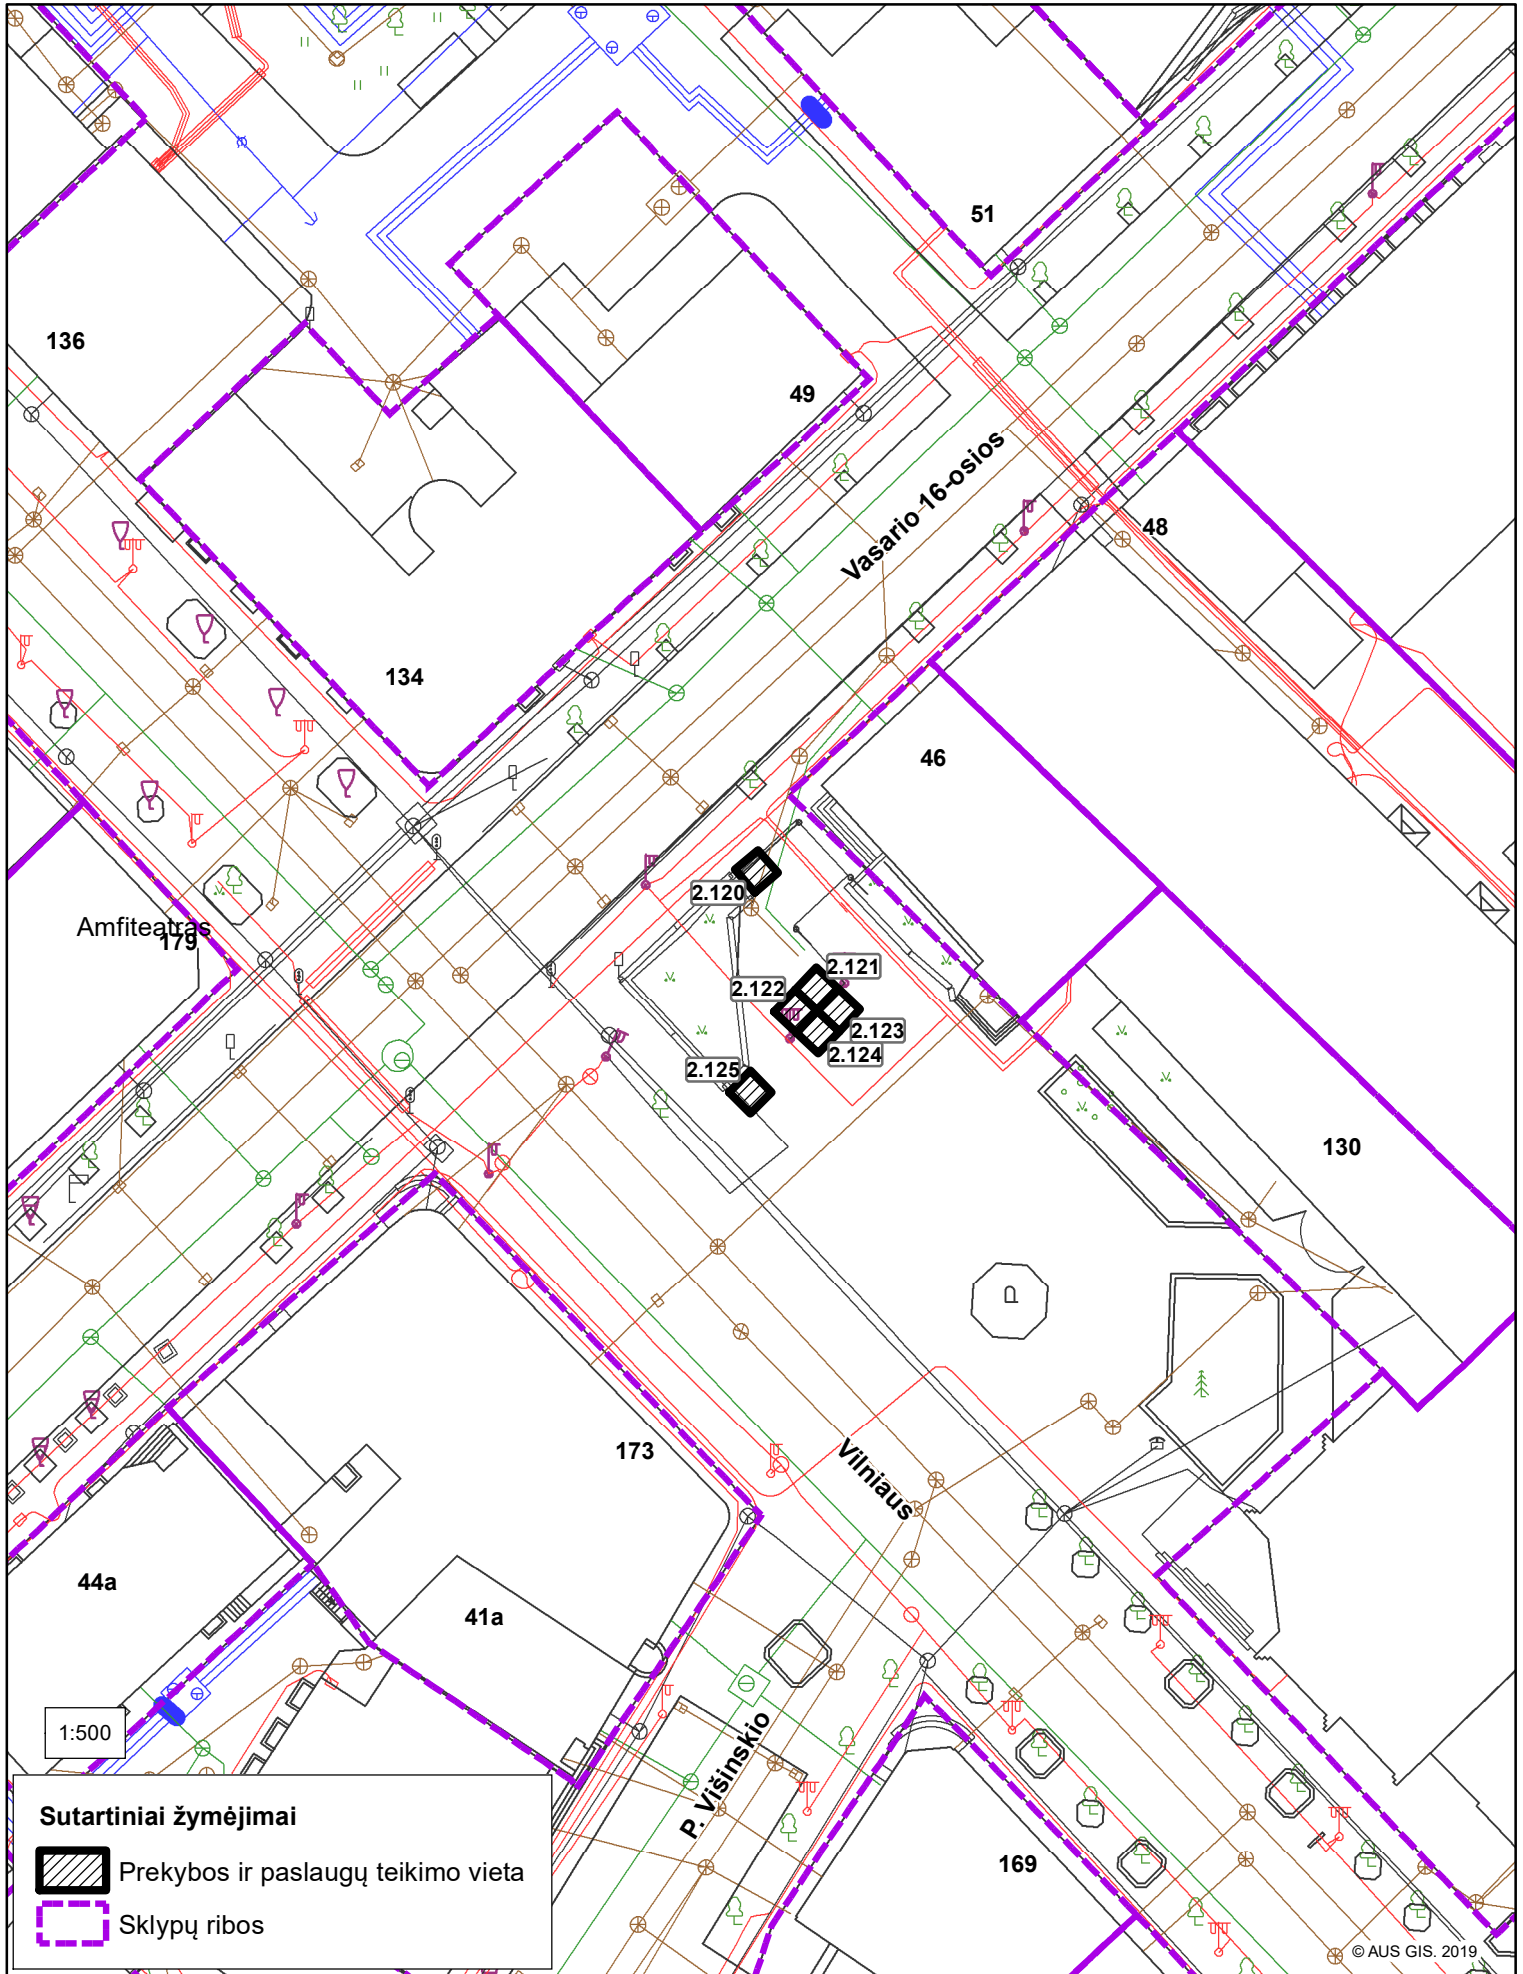 51
136
49
Vasario 16-osios
48
134
46
2.120
Amfiteatras
179
2.121
2.122
2.123
2.124
2.125
130
P
173
Vilniaus
44a
41a
P. Višinskio
169
1:500
Sutartiniai žymėjimai
Prekybos ir paslaugų teikimo vieta
Sklypų ribos
© AUS GIS. 2019